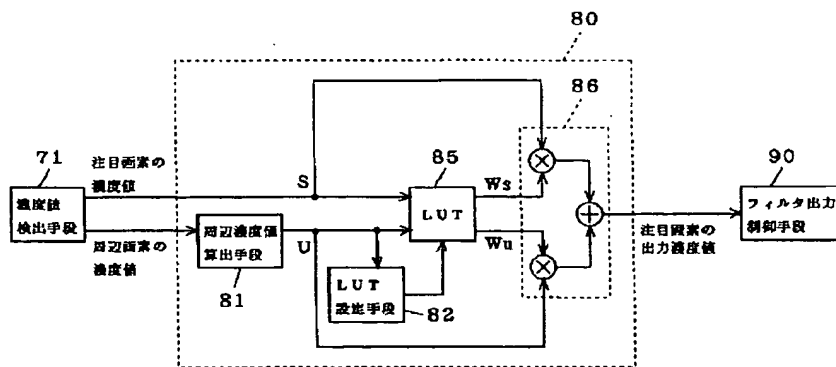 80
86
71
注目画素の
濃度値
85
90
S
Ws
濃度値
検出手段
LUT
フィルタ出力
制御手段
周辺濃度値
算出手段
U
Wu
注目画素の
出力濃度値
周辺画素の
濃度値
81
LUT
設定手段
82